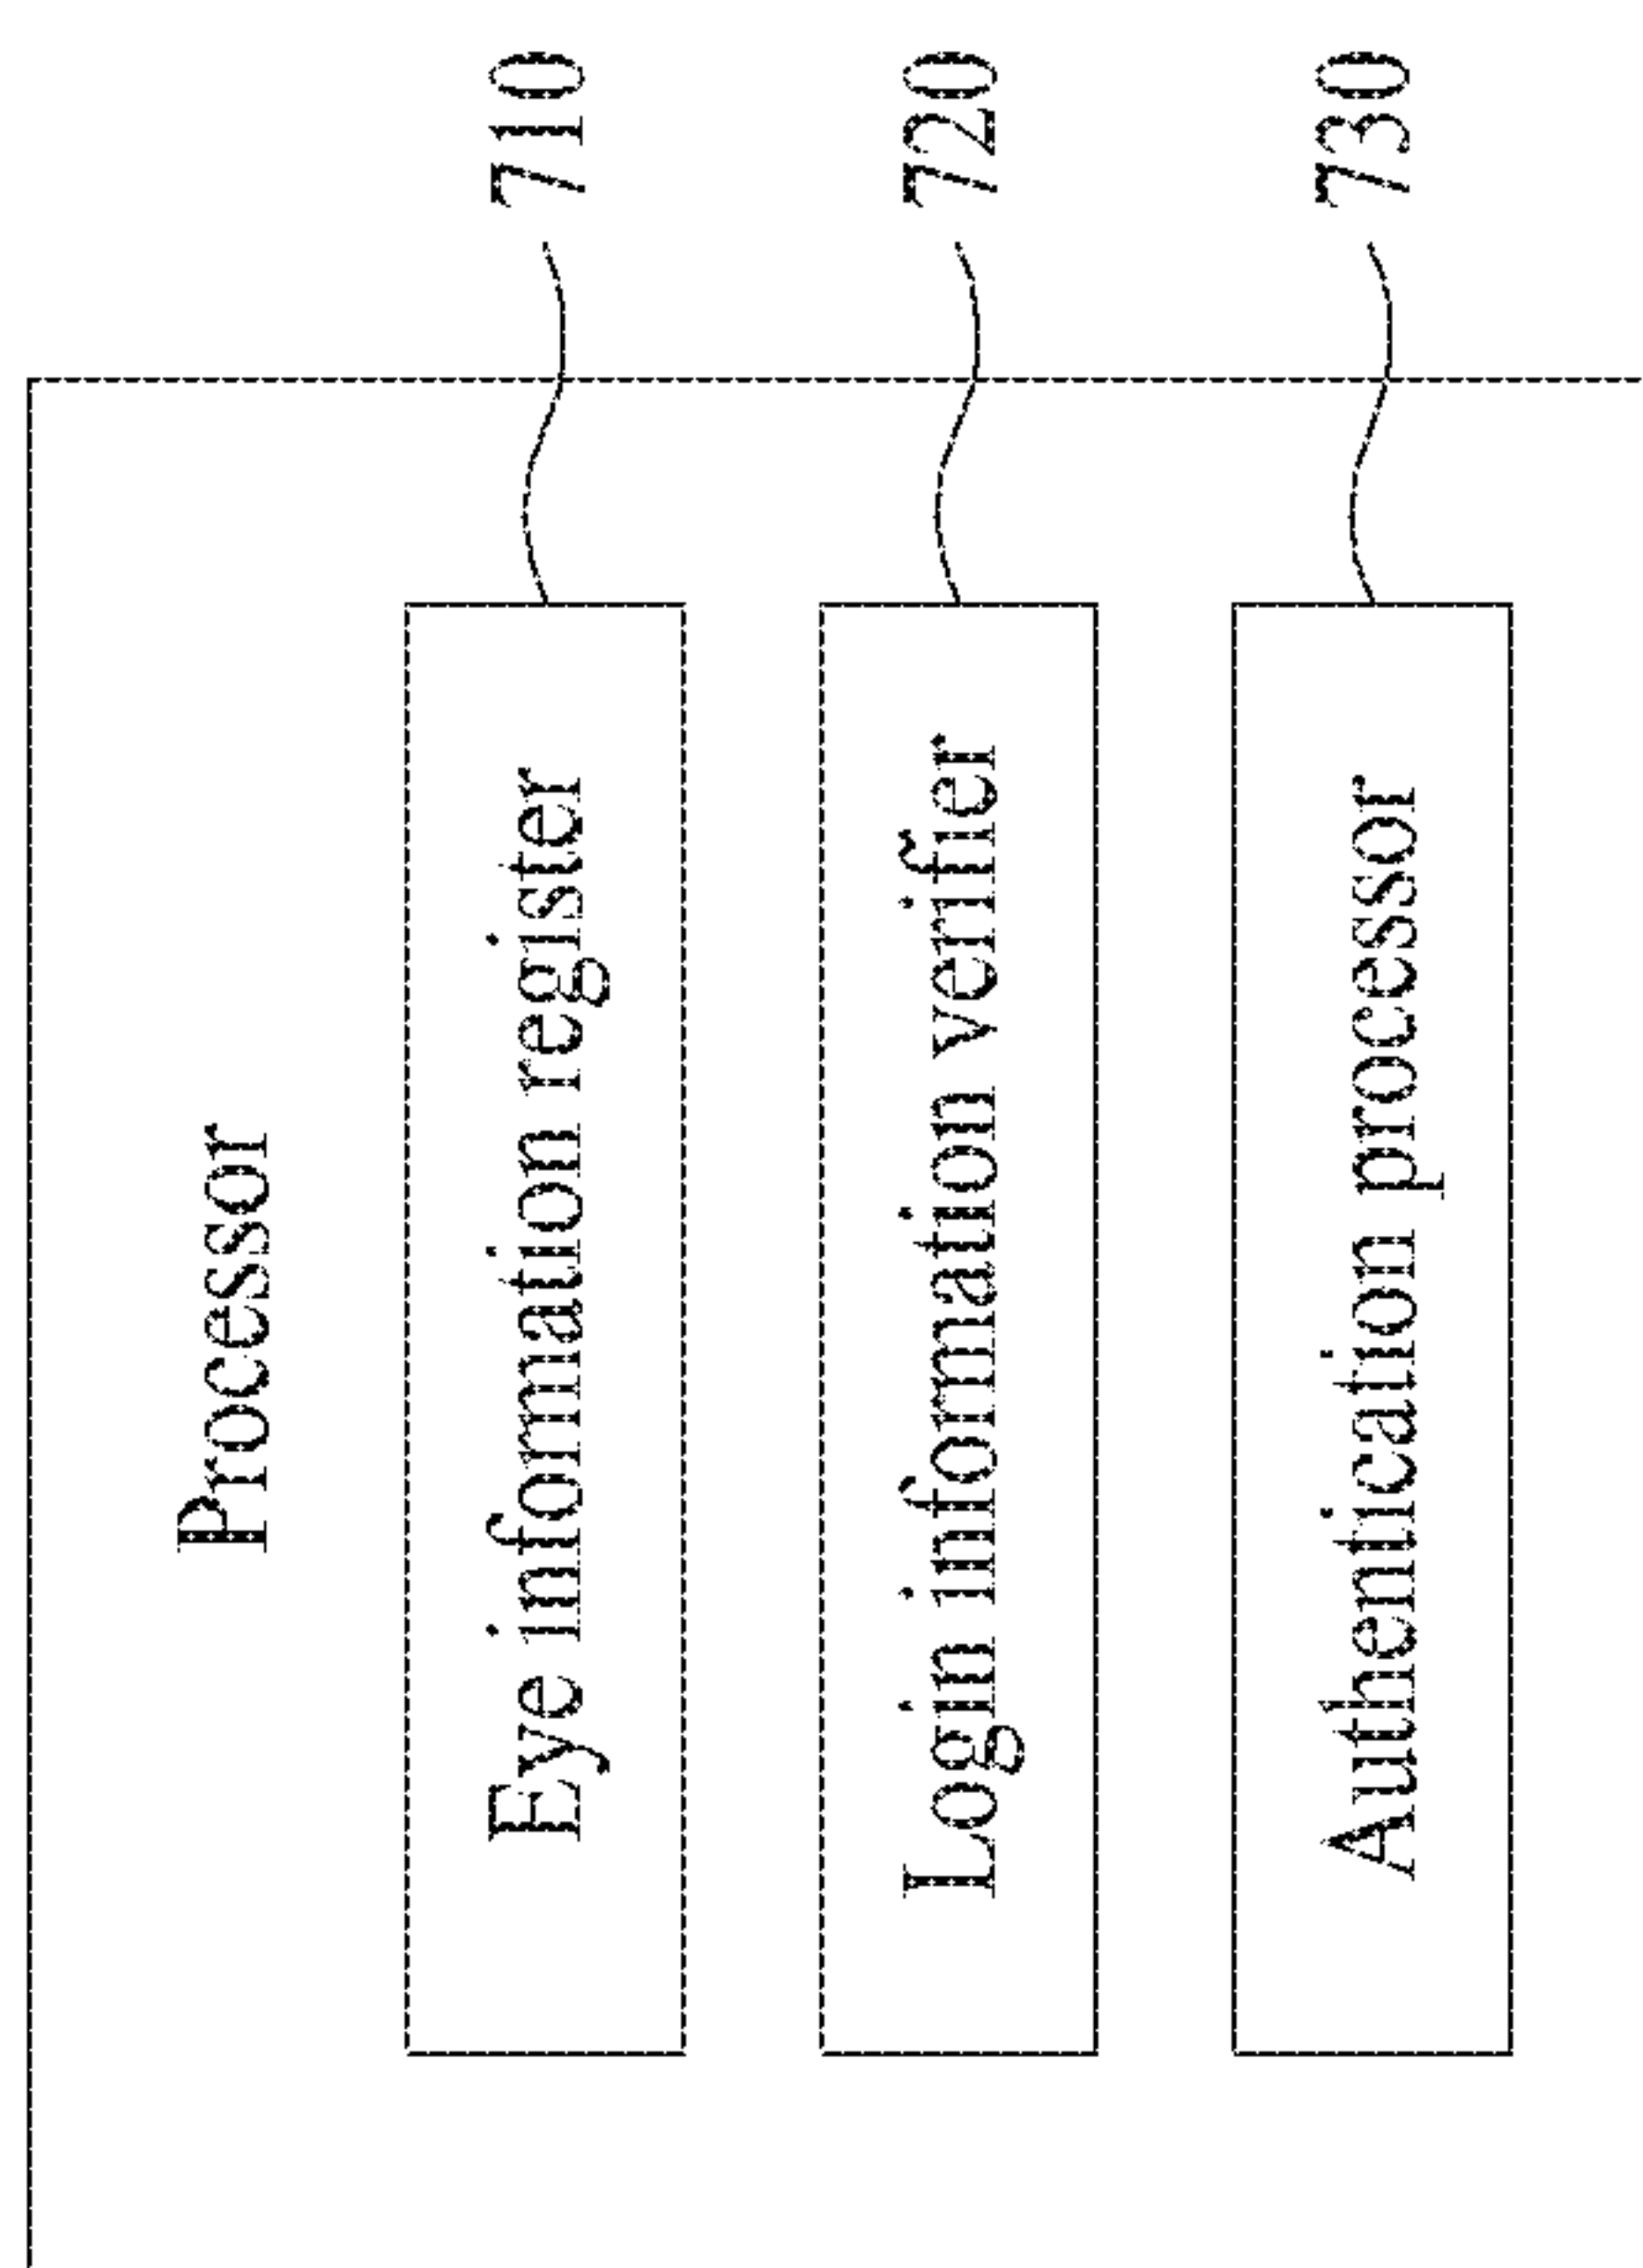 Processor
Eye information register
710
Login information verifier
720
Authentication processor
730